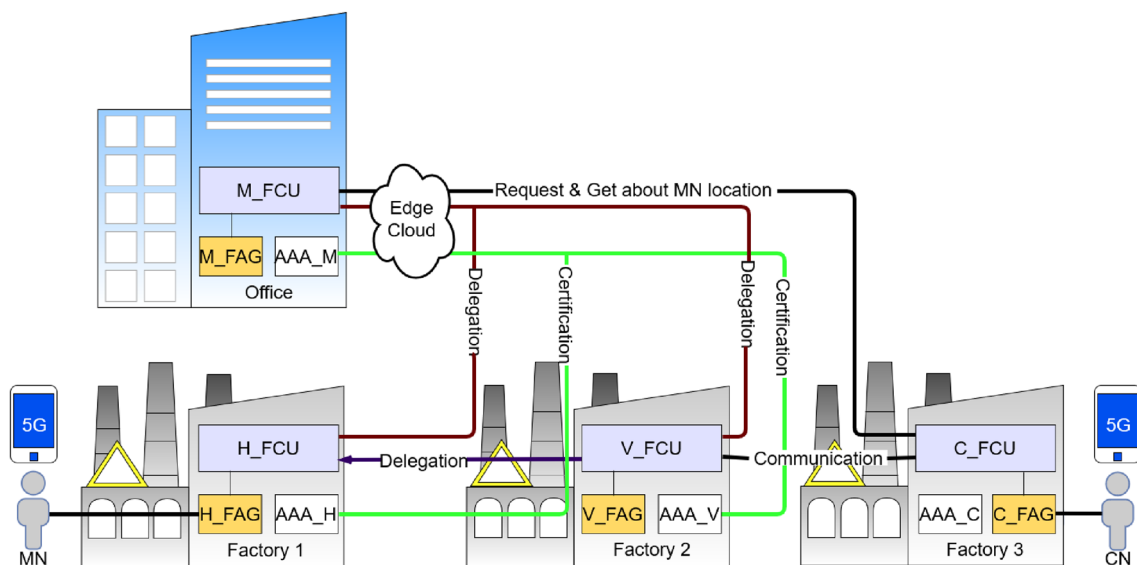 M_FCU
Edge
Cloud
Request & Get about MN location
M_FAG
AAA_M
Office
Delegation
Certification
Delegation
Certification
5G
MN
H_FCU
H_FAG
AAA_H
Factory 1
Delegation
V_FCU
V_FAG
AAA_V
Factory 2
Communication
C_FCU
AAA_C
C_FAG
Factory 3
5G
CN